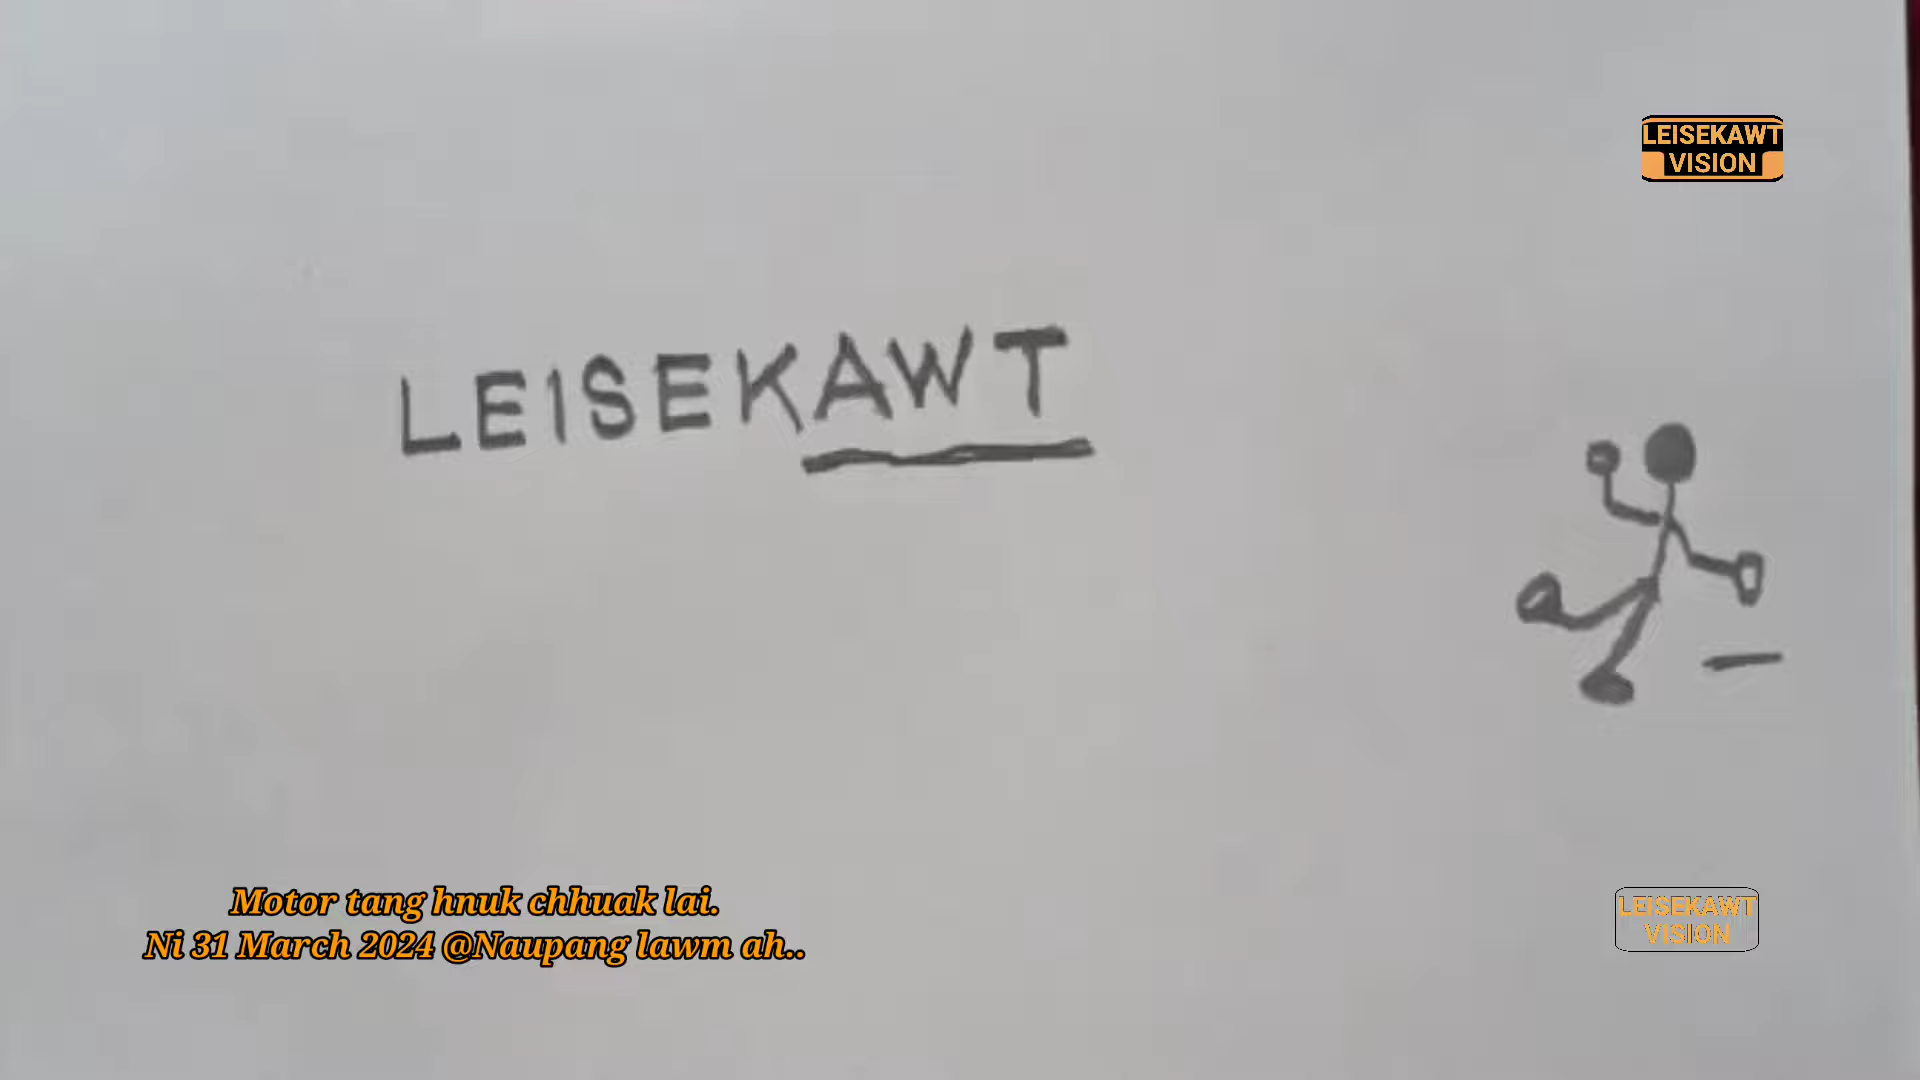 LEISEKAWT
VISION
LEISEKAWT
Motor tang hnuk chhuak lai.
Ni 31 March 2024 @Naupang lawm ah..
LEISEKAWT
VISION